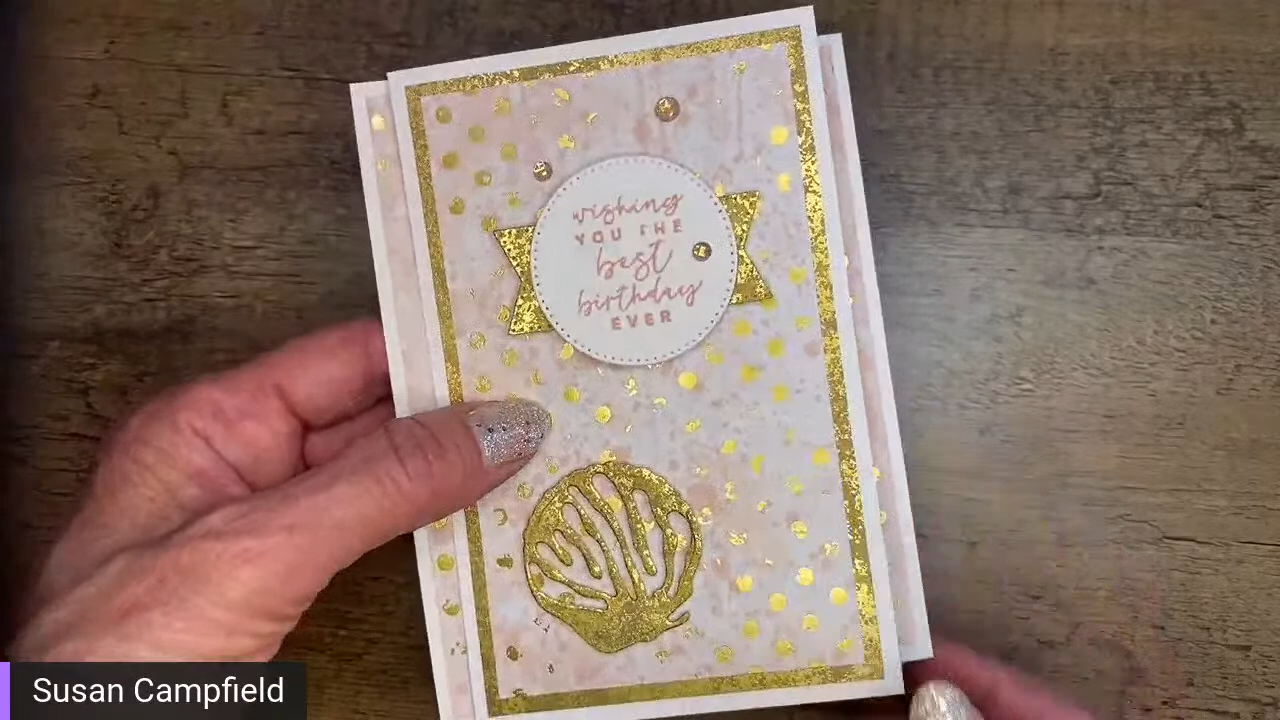 wishing
YOU THE
best
birthday
EVER
Susan Campfield